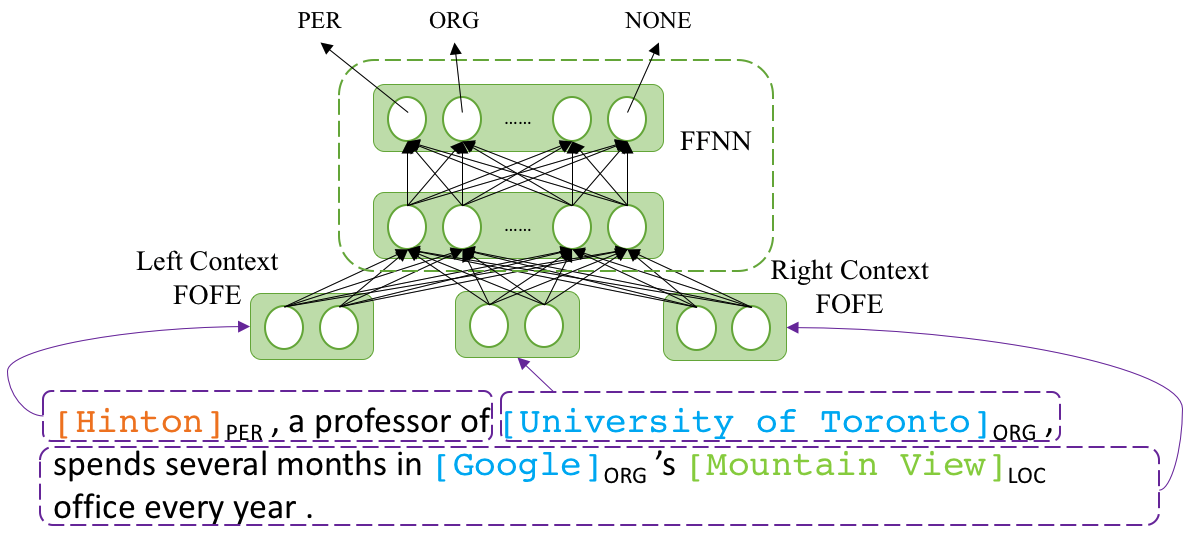 PER ORG NONE
......
FFNN
......
Left Context
FOFE
Right Context
FOFE
[Hinton]PER , a professor of [University of Toronto]ORG ,
spends several months in [Google]ORG 's [Mountain View]LOC
office every year .